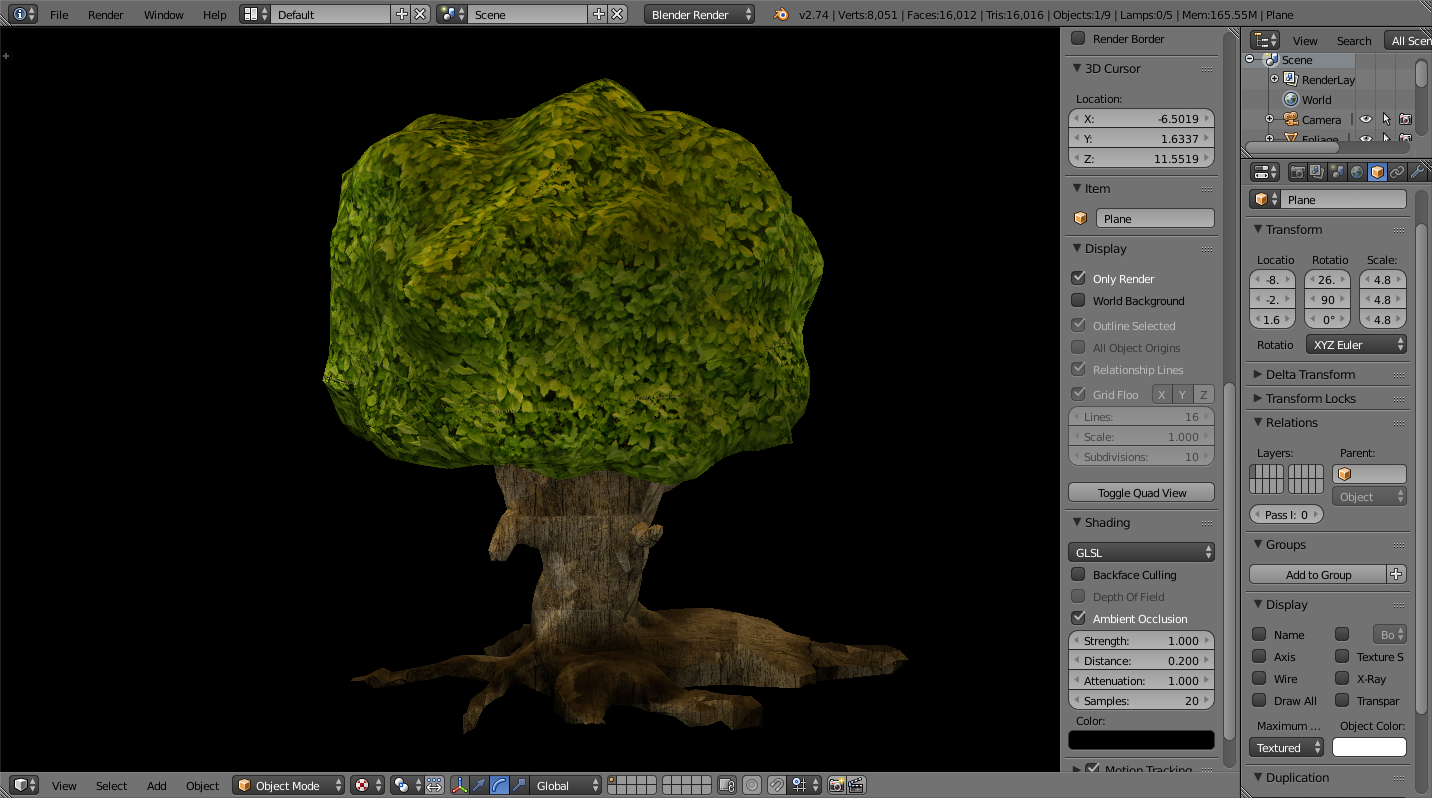 File Render Window Help Default Scene Blender Render v2.74 | Verts:8,051 | Faces:16,012 | Tris:16,016 | Objects:1/9 | Lamps:0/5 | Mem:165.55M | Plane
Render Border
3D Cursor
Location:
X: -6.5019
Y: 1.6337
Z: 11.5519
Item
Plane
Display
Only Render
World Background
Outline Selected
All Object Origins
Relationship Lines
Grid Floo X Y Z
Lines: 16
Scale: 1.000
Subdivisions: 10
Toggle Quad View
Shading
GLSL
Backface Culling
Depth Of Field
Ambient Occlusion
Strength: 1.000
Distance: 0.200
Attenuation: 1.000
Samples: 20
Color:
Motion Tracking
View Search All Scen
Scene
RenderLay
World
Camera
Foliage
Plane
Transform
Locatio Rotatio Scale:
-8. 26. 4.8
-2. 90 4.8
1.6 0° 4.8
Rotatio XYZ Euler
Delta Transform
Transform Locks
Relations
Layers: Parent:
Object
Pass I: 0
Groups
Add to Group
Display
Name Bo
Axis Texture S
Wire X-Ray
Draw All Transpar
Maximum ... Object Color:
Textured
Duplication
View Select Add Object Object Mode Global